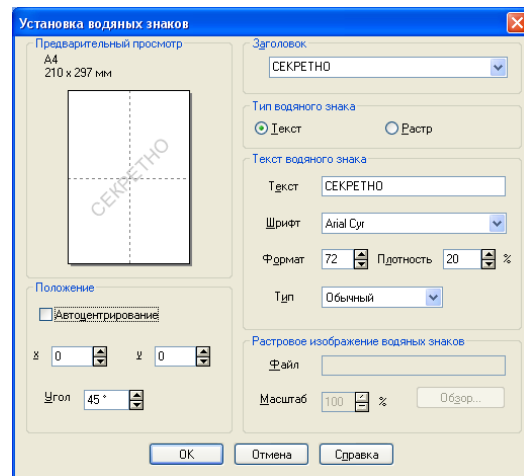 Установка водяных знаков
Предварительный просмотр
A4
210 x 297 мм
СЕКРЕТНО
Положение
Автоцентрирование
x 0 y 0
Угол 45 °
Заголовок
СЕКРЕТНО
Тип водяного знака
Текст Растр
Текст водяного знака
Текст СЕКРЕТНО
Шрифт Arial Cyr
Формат 72 Плотность 20 %
Тип Обычный
Растровое изображение водяных знаков
Файл
Масштаб 100 % Обзор...
OK Отмена Справка